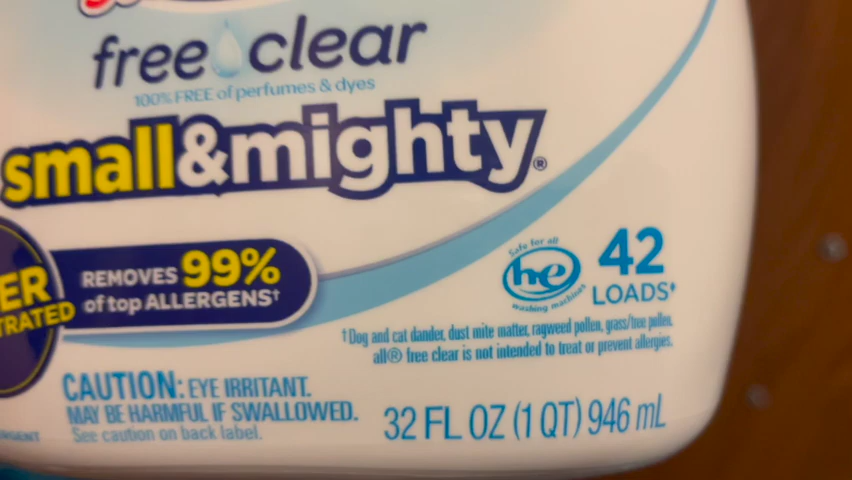 free clear
100% FREE of perfumes & dyes
small&mighty®
REMOVES 99%
of top ALLERGENS†
Safe for all
he
washing machines
42
LOADS♦
†Dog and cat dander, dust mite matter, ragweed pollen, grass/tree pollen.
all® free clear is not intended to treat or prevent allergies.
CAUTION: EYE IRRITANT.
MAY BE HARMFUL IF SWALLOWED.
See caution on back label.
32 FL OZ (1 QT) 946 mL